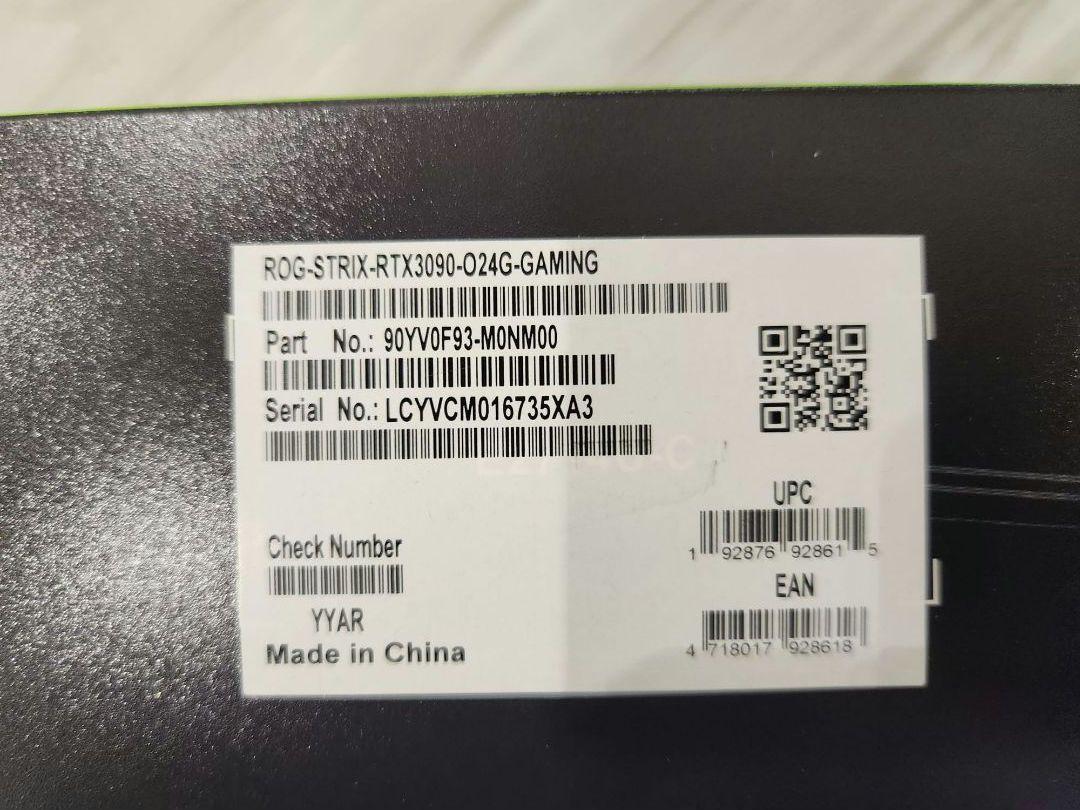 ROG-STRIX-RTX3090-O24G-GAMING
Part No.: 90YV0F93-M0NM00
Serial No.: LCYVCM016735XA3
UPC
1 92876 92861 5
Check Number
EAN
YYAR
4 718017 928618
Made in China